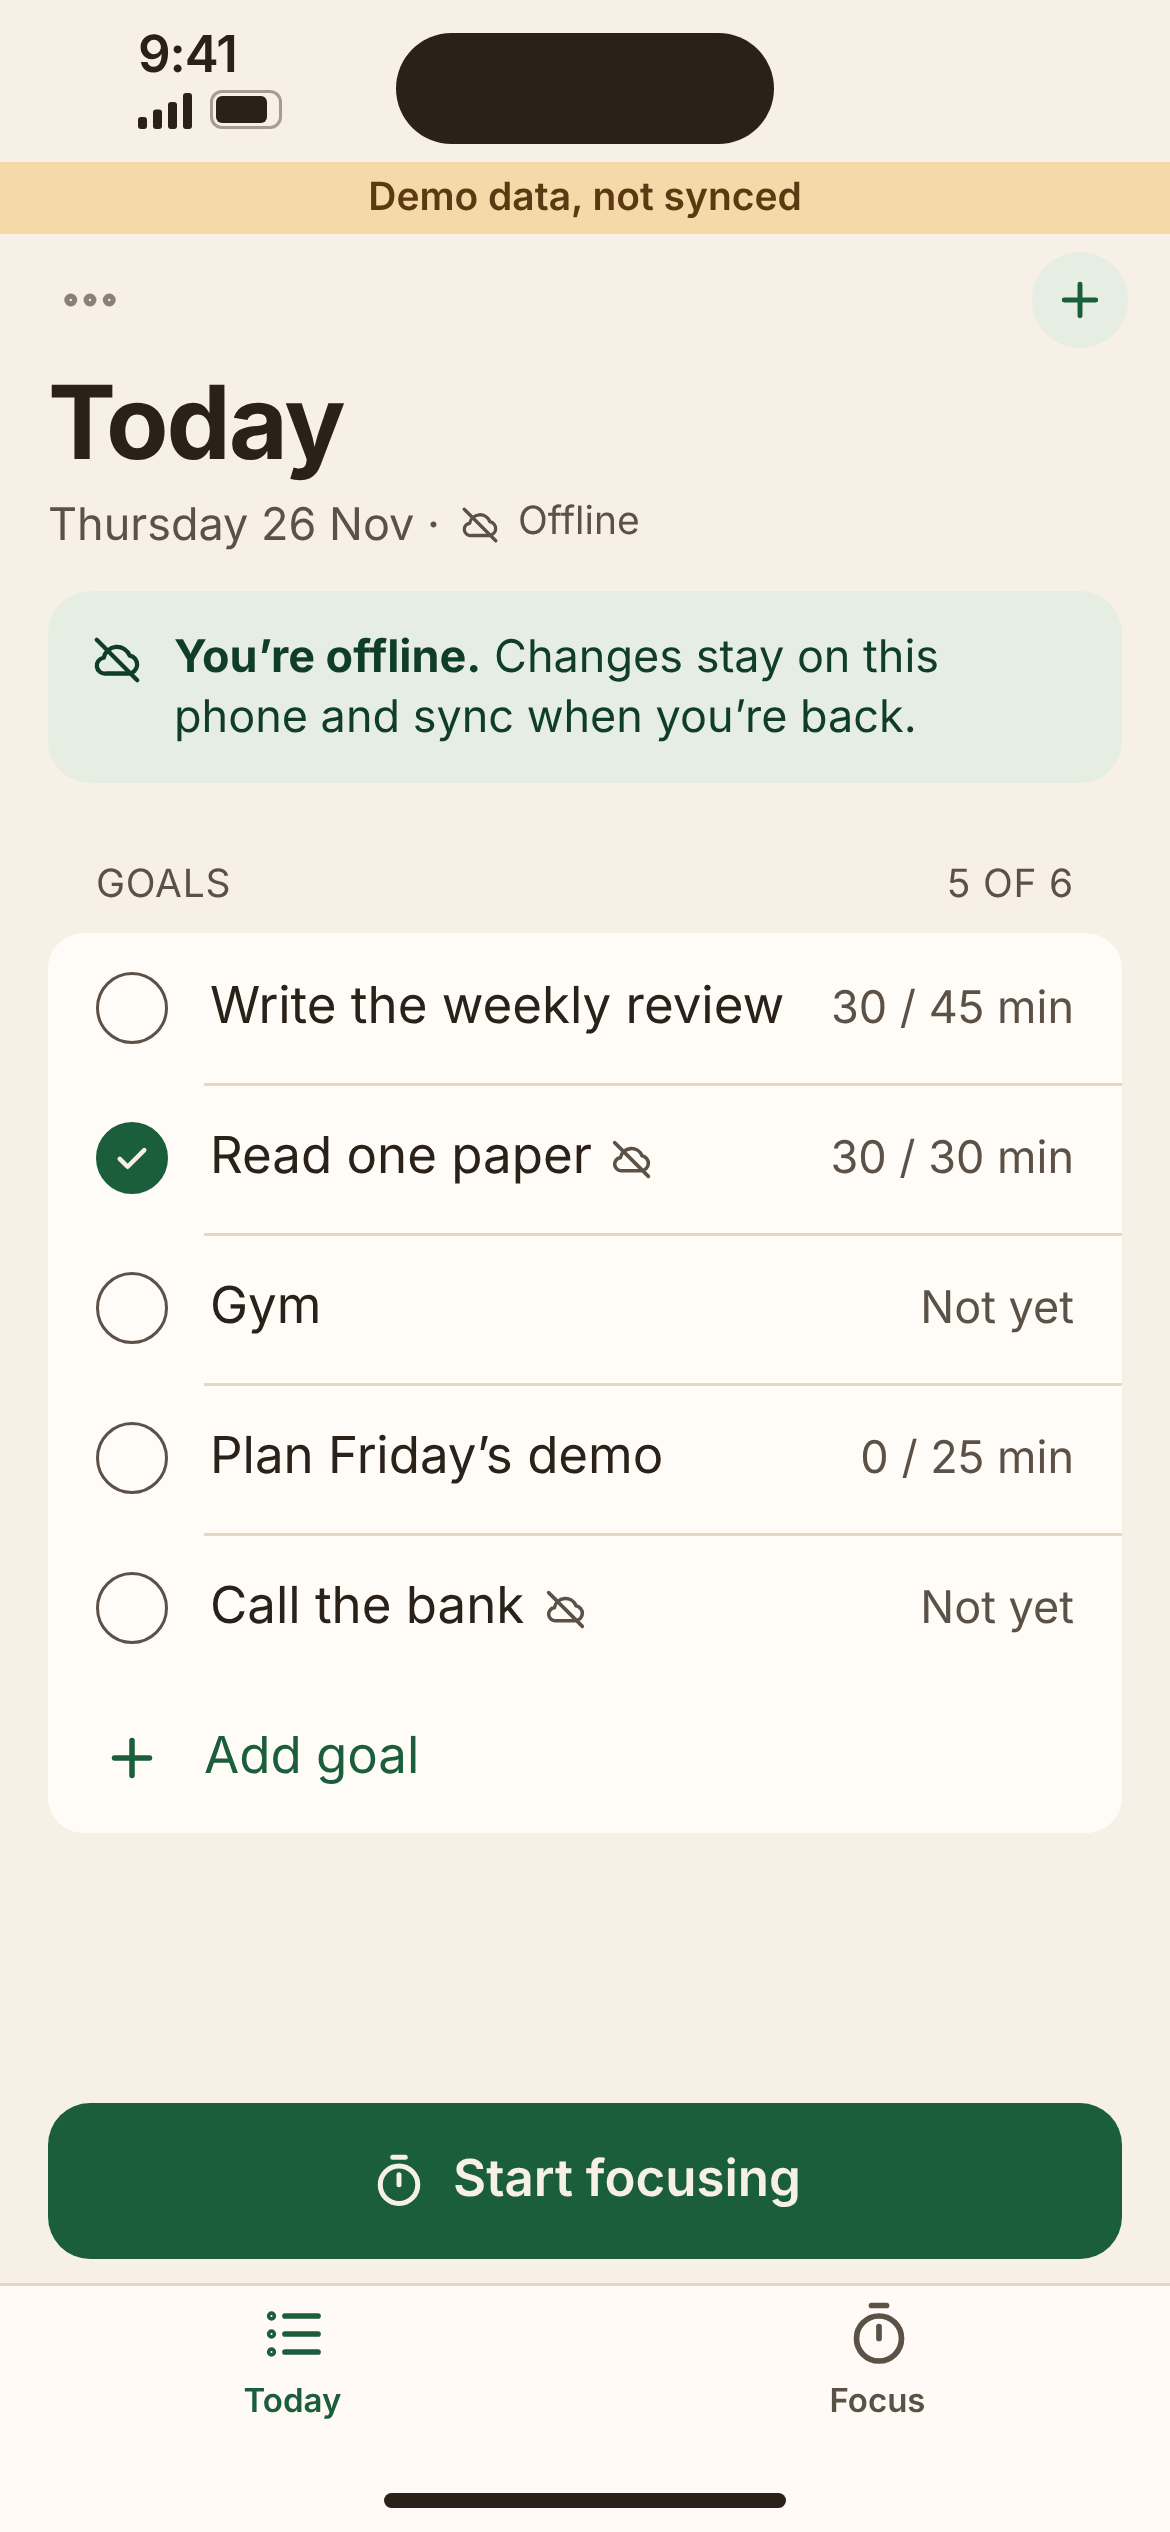 9:41
Demo data, not synced
Today
Thursday 26 Nov · Offline
You’re offline. Changes stay on this
phone and sync when you’re back.
GOALS 5 OF 6
Write the weekly review 30 / 45 min
Read one paper 30 / 30 min
Gym Not yet
Plan Friday’s demo 0 / 25 min
Call the bank Not yet
Add goal
Start focusing
Today Focus